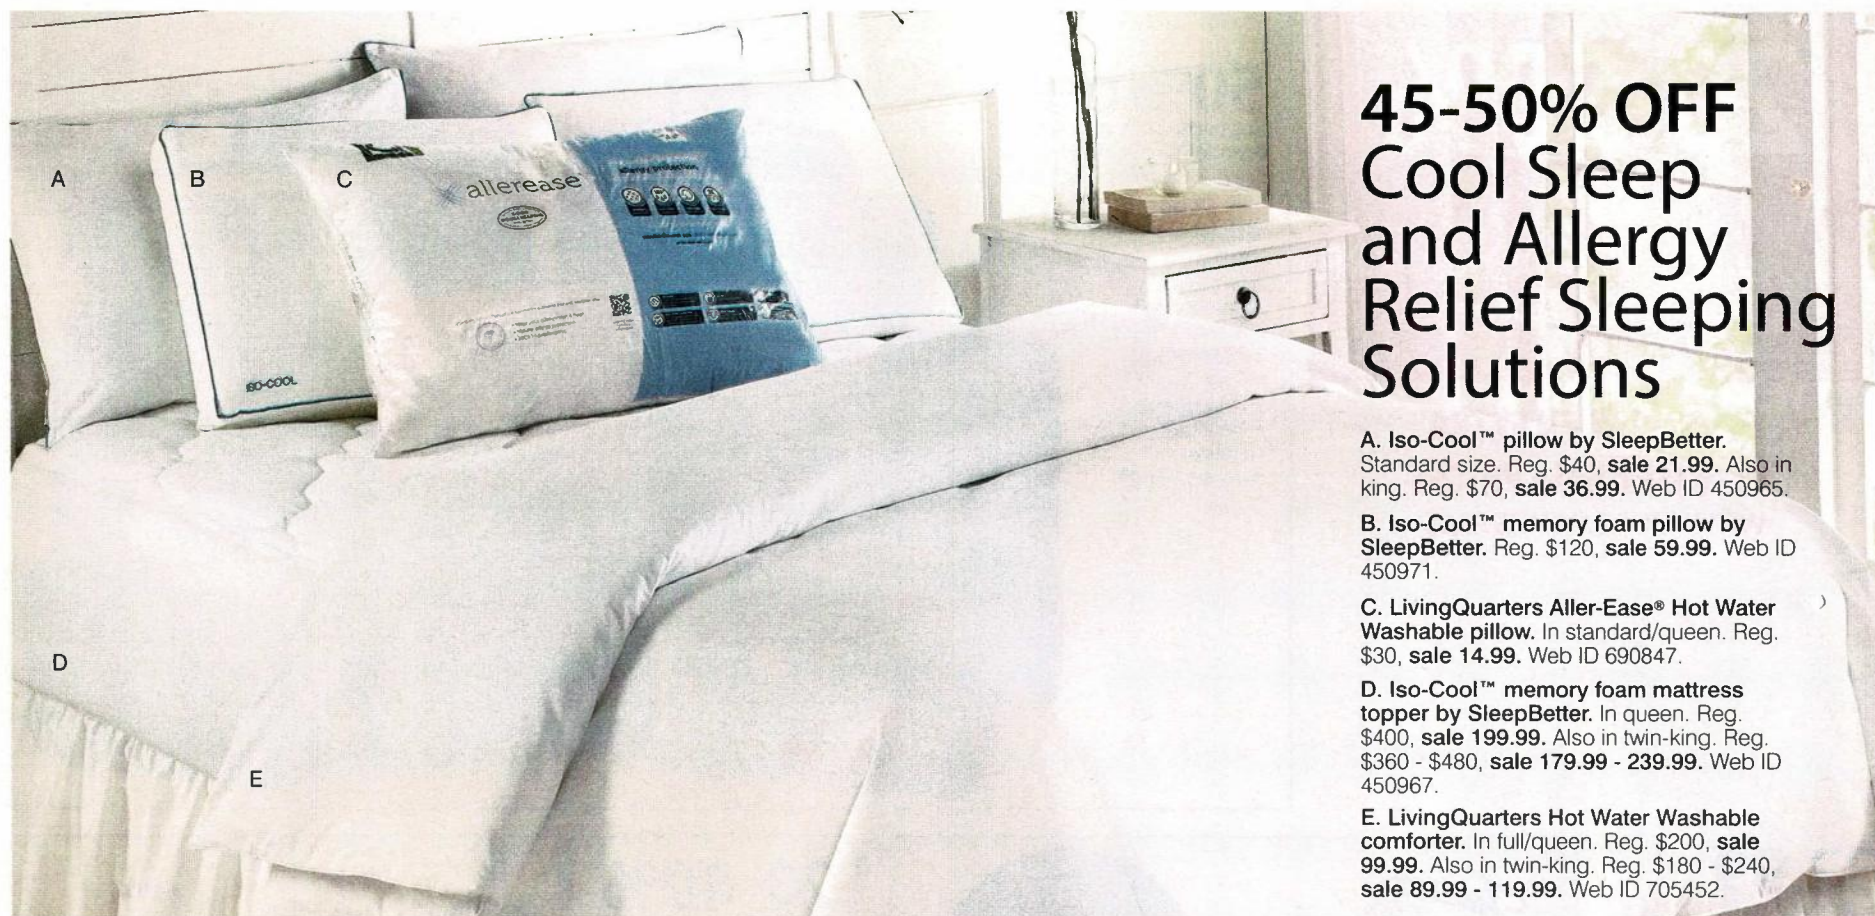 45-50% OFF
Cool Sleep
and Allergy
Relief Sleeping
Solutions
A. Iso-Cool™ pillow by SleepBetter.
Standard size. Reg. $40, sale 21.99. Also in
king. Reg. $70, sale 36.99. Web ID 450965.
B. Iso-Cool™ memory foam pillow by
SleepBetter. Reg. $120, sale 59.99. Web ID
450971.
C. LivingQuarters Aller-Ease® Hot Water
Washable pillow. In standard/queen. Reg.
$30, sale 14.99. Web ID 690847.
D. Iso-Cool™ memory foam mattress
topper by SleepBetter. In queen. Reg.
$400, sale 199.99. Also in twin-king. Reg.
$360 - $480, sale 179.99 - 239.99. Web ID
450967.
E. LivingQuarters Hot Water Washable
comforter. In full/queen. Reg. $200, sale
99.99. Also in twin-king. Reg. $180 - $240,
sale 89.99 - 119.99. Web ID 705452.
A
B
C
allerease
allergy protection
ISO-COOL
D
E